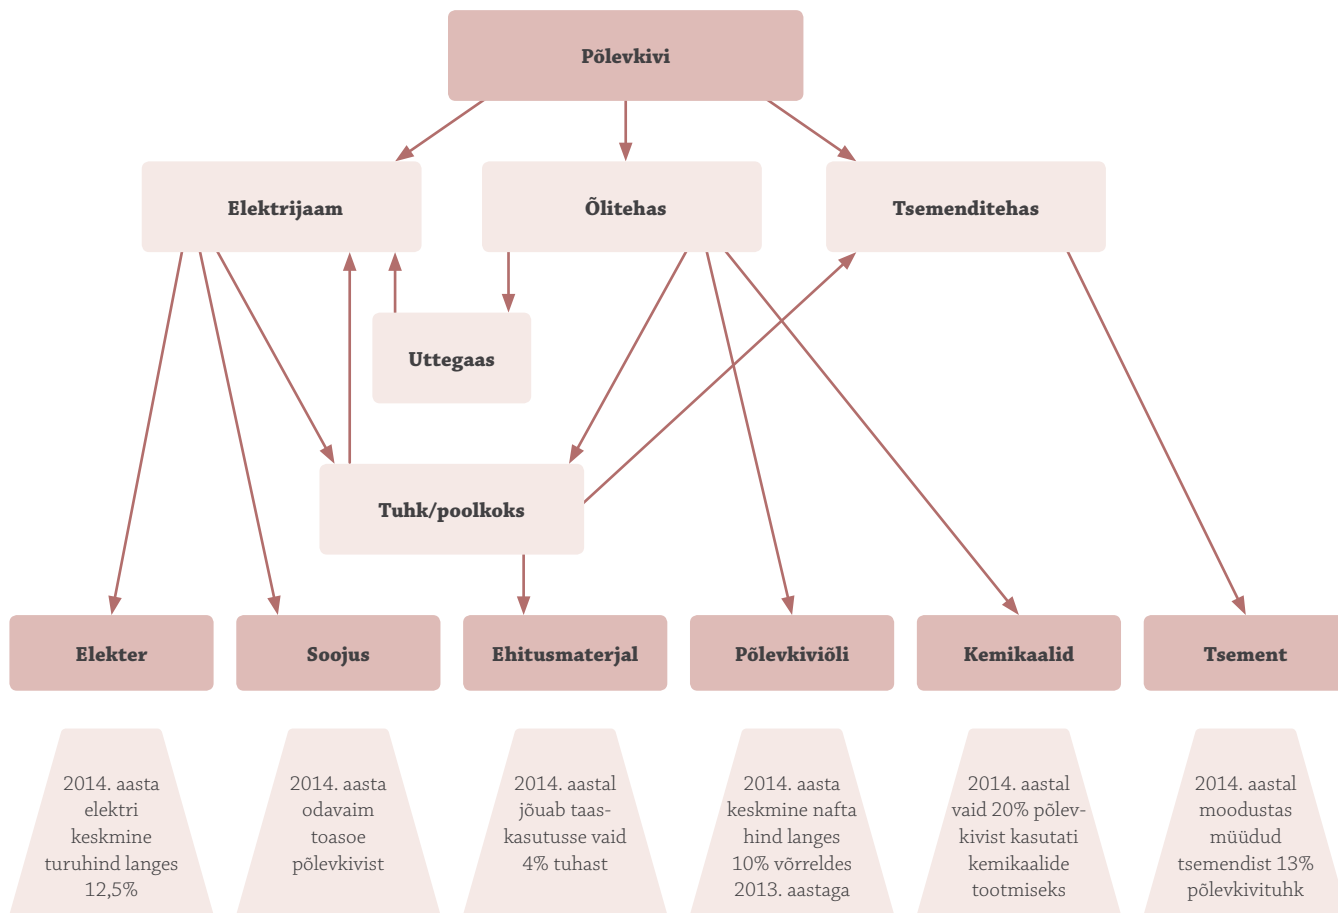 Põlevkivi
Elektrijaam
Õlitehas
Tsemenditehas
Uttegaas
Tuhk/poolkoks
Elekter
Soojus
Ehitusmaterjal
Põlevkiviõli
Kemikaalid
Tsement
2014. aasta
elektri
keskmine
turuhind langes
12,5%
2014. aasta
odavaim
toasoe
põlevkivist
2014. aastal
jõuab taas-
kasutusse vaid
4% tuhast
2014. aasta
keskmine nafta
hind langes
10% võrreldes
2013. aastaga
2014. aastal
vaid 20% põlev-
kivist kasutati
kemikaalide
tootmiseks
2014. aastal
moodustas
müüdud
tsemendist 13%
põlevkivituhk